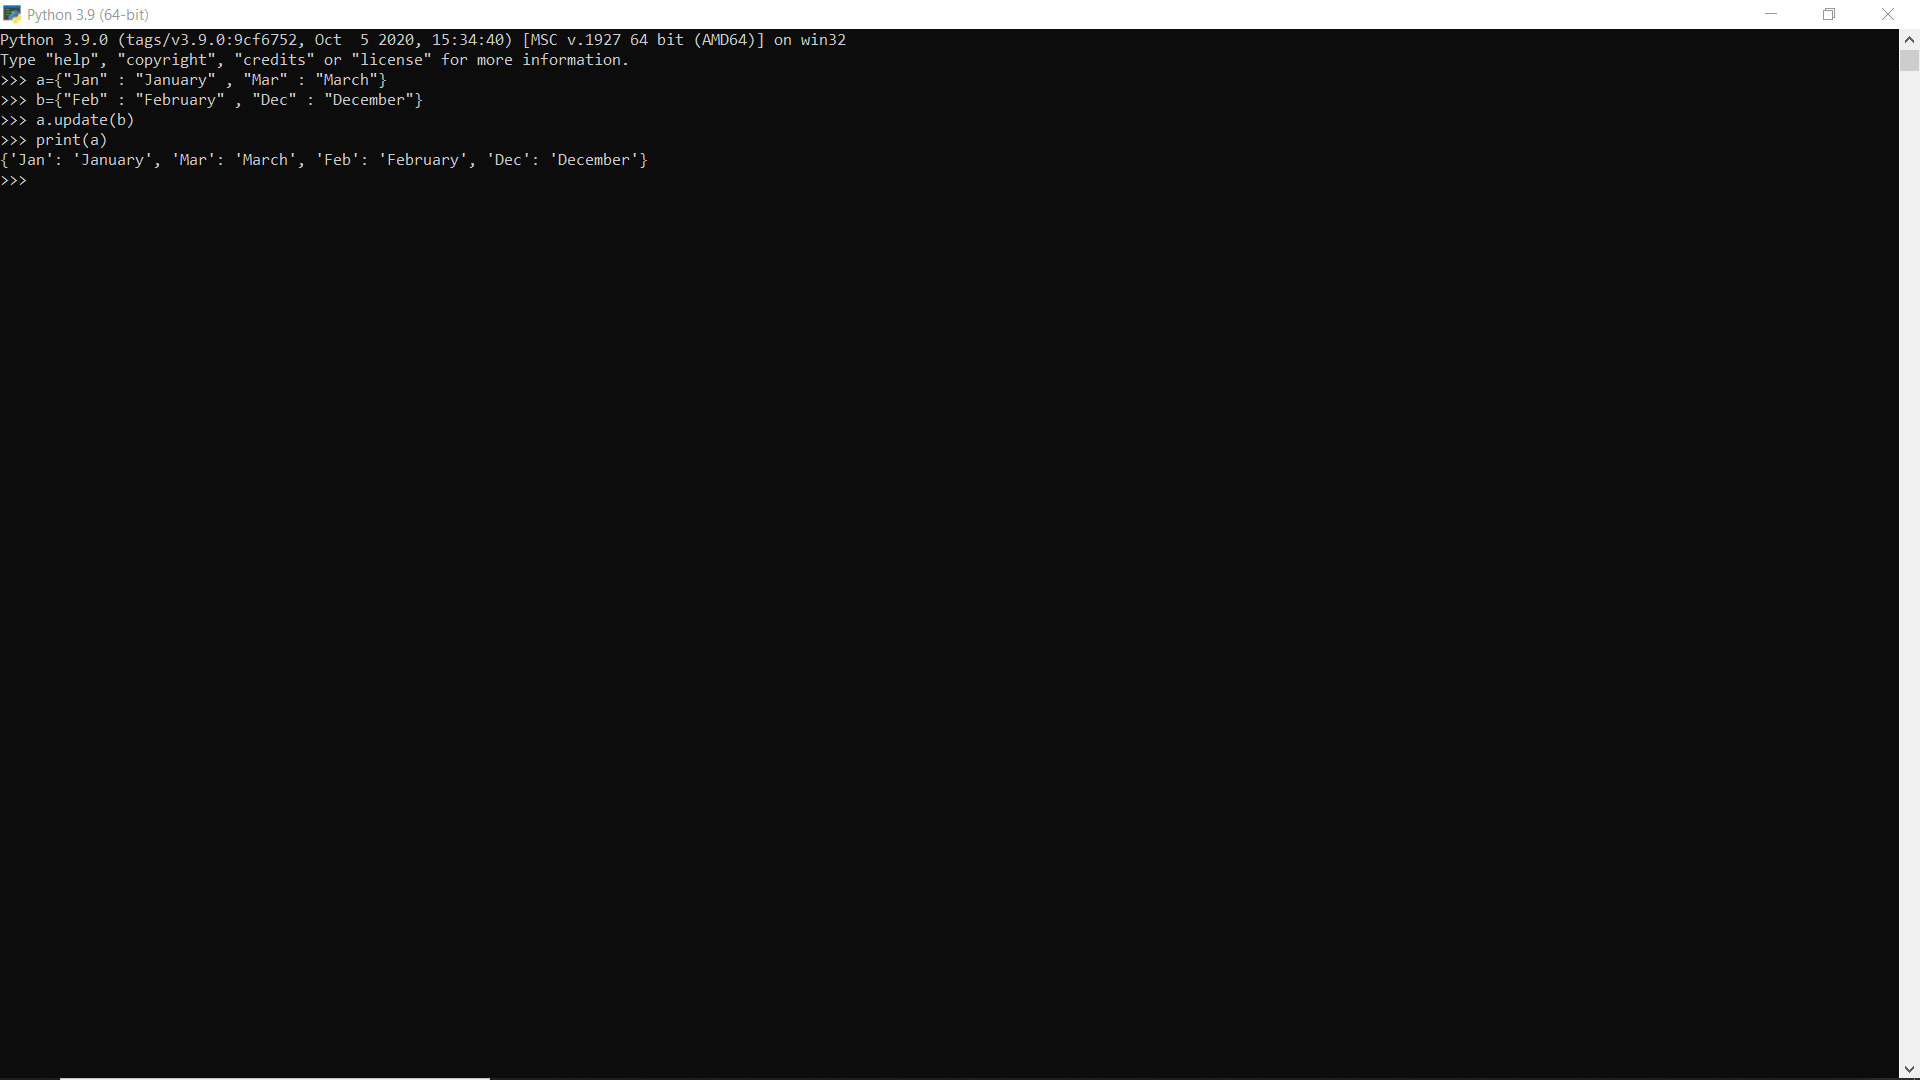 Python 3.9 (64-bit)
Python 3.9.0 (tags/v3.9.0:9cf6752, Oct  5 2020, 15:34:40) [MSC v.1927 64 bit (AMD64)] on win32
Type "help", "copyright", "credits" or "license" for more information.
>>> a={"Jan" : "January" , "Mar" : "March"}
>>> b={"Feb" : "February" , "Dec" : "December"}
>>> a.update(b)
>>> print(a)
{'Jan': 'January', 'Mar': 'March', 'Feb': 'February', 'Dec': 'December'}
>>>